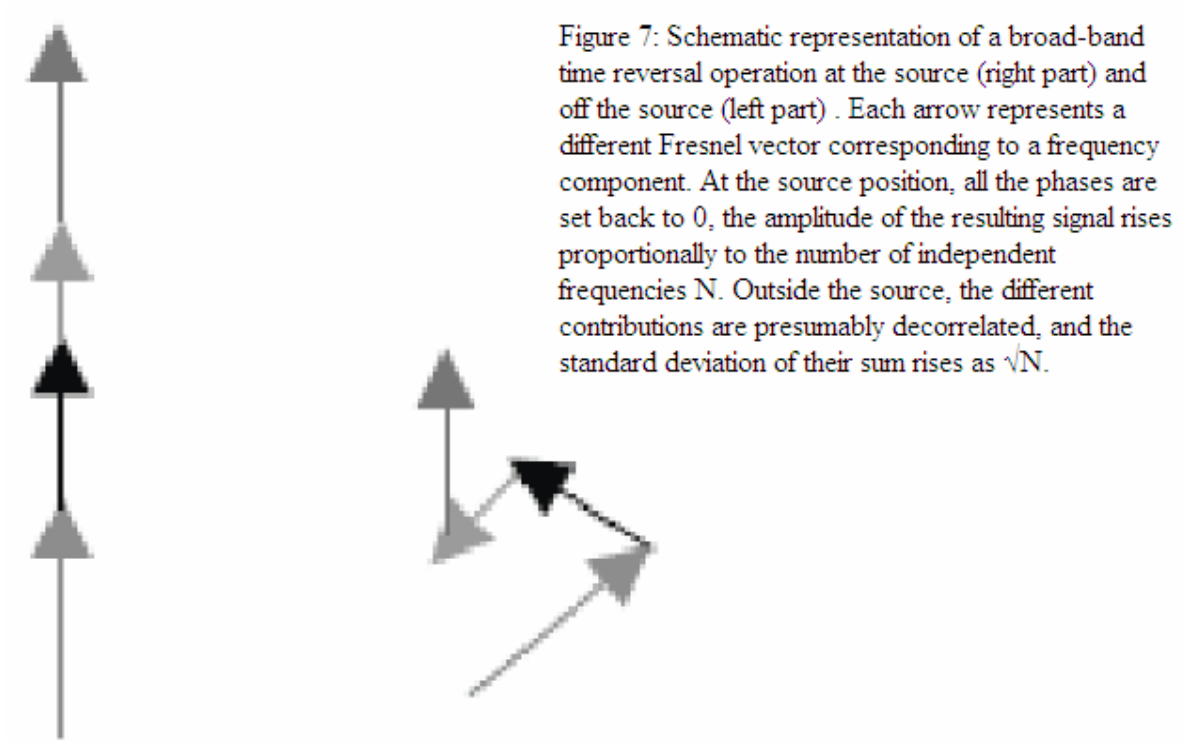 Figure 7: Schematic representation of a broad-band
time reversal operation at the source (right part) and
off the source (left part) . Each arrow represents a
different Fresnel vector corresponding to a frequency
component. At the source position, all the phases are
set back to 0, the amplitude of the resulting signal rises
proportionally to the number of independent
frequencies N. Outside the source, the different
contributions are presumably decorrelated, and the
standard deviation of their sum rises as √N.